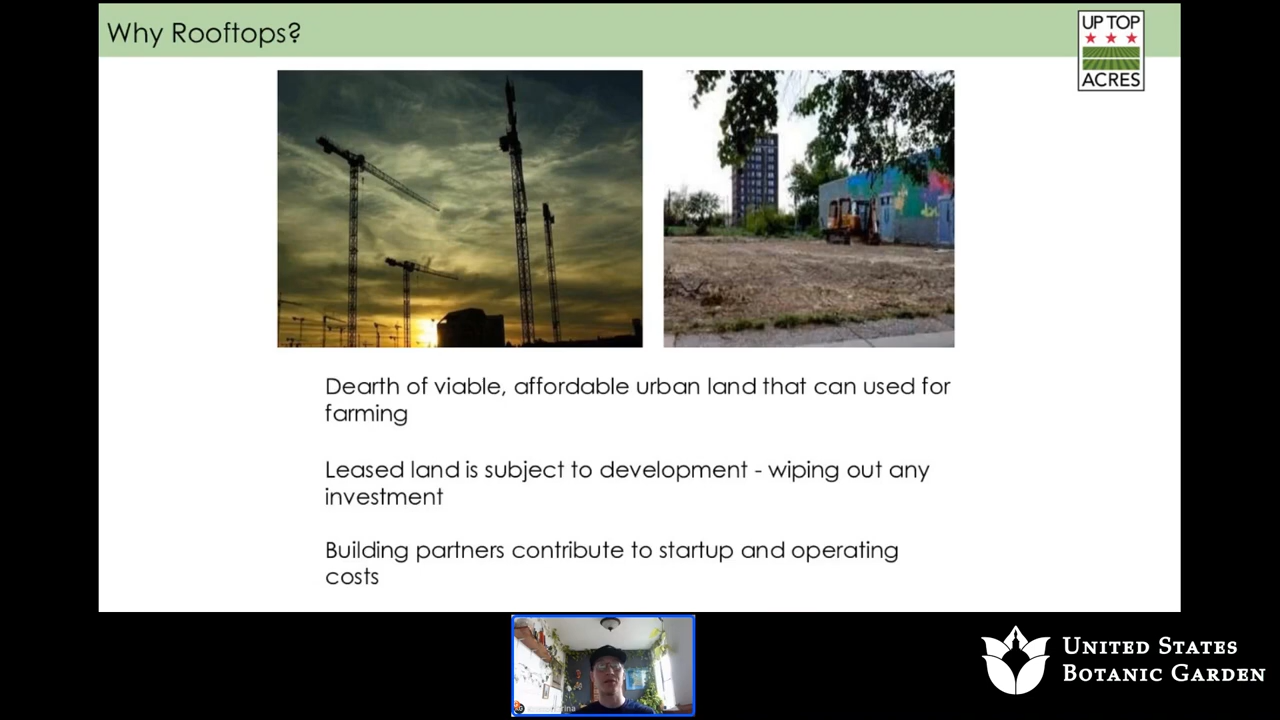 Why Rooftops?
UP TOP
ACRES
Dearth of viable, affordable urban land that can used for
farming
Leased land is subject to development - wiping out any
investment
Building partners contribute to startup and operating
costs
UNITED STATES
BOTANIC GARDEN